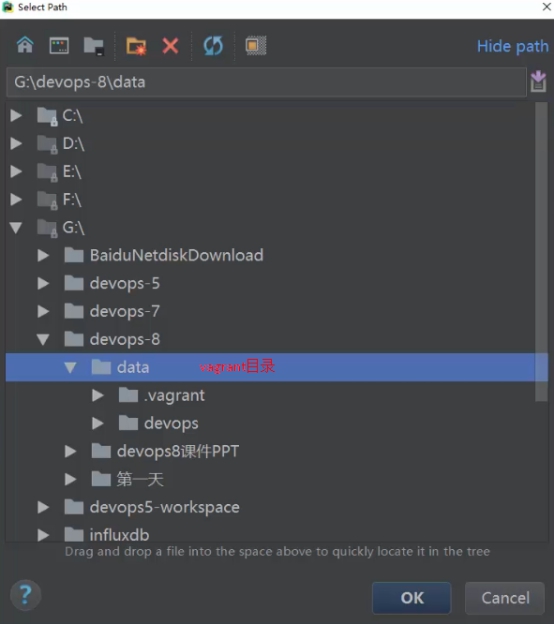 Select Path
Hide path
G:\devops-8\data
C:\
D:\
E:\
F:\
G:\
BaiduNetdiskDownload
devops-5
devops-7
devops-8
data vagrant目录
.vagrant
devops
devops8课件PPT
第一天
devops5-workspace
influxdb
Drag and drop a file into the space above to quickly locate it in the tree
?
OK Cancel